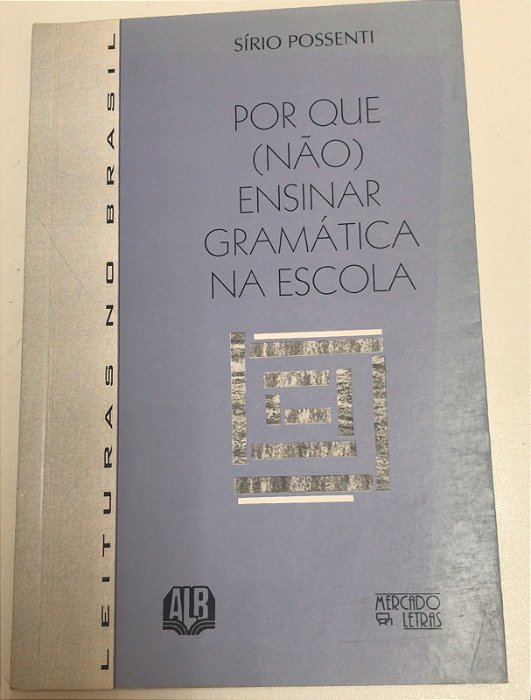 SÍRIO POSSENTI
POR QUE
(NÃO)
ENSINAR
GRAMÁTICA
NA ESCOLA
LEITURAS NO BRASIL
ALB
MERCADO
LETRAS